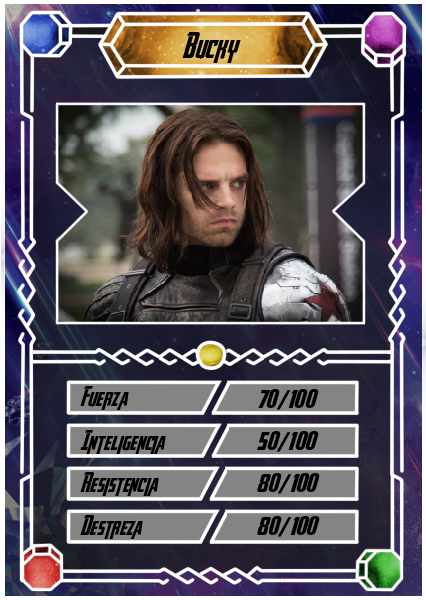 Bucky
Fuerza 70/100
Inteligencia 50/100
Resistencia 80/100
Destreza 80/100